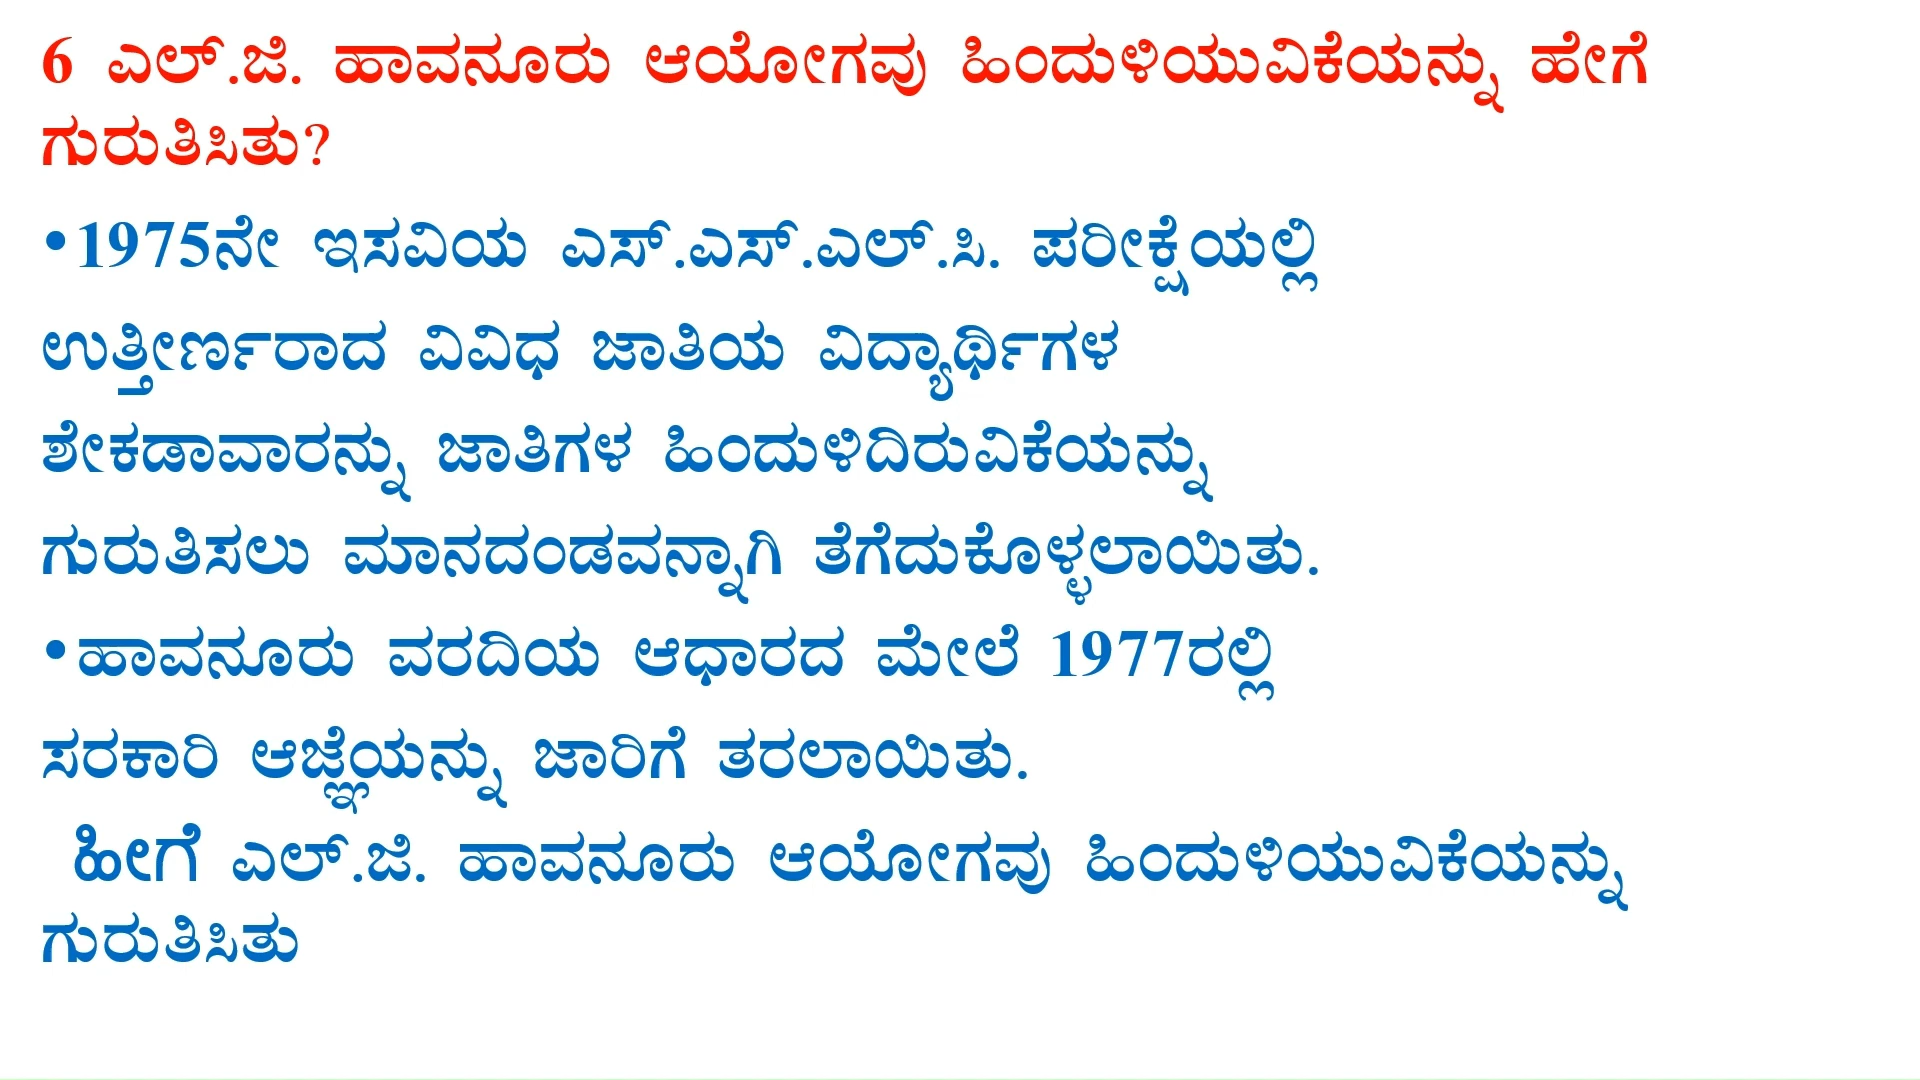 6 ಎಲ್.ಜಿ. ಹಾವನೂರು ಆಯೋಗವು ಹಿಂದುಳಿಯುವಿಕೆಯನ್ನು ಹೇಗೆ
ಗುರುತಿಸಿತು?
•1975ನೇ ಇಸವಿಯ ಎಸ್.ಎಸ್.ಎಲ್.ಸಿ. ಪರೀಕ್ಷೆಯಲ್ಲಿ
ಉತ್ತೀರ್ಣರಾದ ವಿವಿಧ ಜಾತಿಯ ವಿದ್ಯಾರ್ಥಿಗಳ
ಶೇಕಡಾವಾರನ್ನು ಜಾತಿಗಳ ಹಿಂದುಳಿದಿರುವಿಕೆಯನ್ನು
ಗುರುತಿಸಲು ಮಾನದಂಡವನ್ನಾಗಿ ತೆಗೆದುಕೊಳ್ಳಲಾಯಿತು.
•ಹಾವನೂರು ವರದಿಯ ಆಧಾರದ ಮೇಲೆ 1977ರಲ್ಲಿ
ಸರಕಾರಿ ಆಜ್ಞೆಯನ್ನು ಜಾರಿಗೆ ತರಲಾಯಿತು.
ಹೀಗೆ ಎಲ್.ಜಿ. ಹಾವನೂರು ಆಯೋಗವು ಹಿಂದುಳಿಯುವಿಕೆಯನ್ನು
ಗುರುತಿಸಿತು